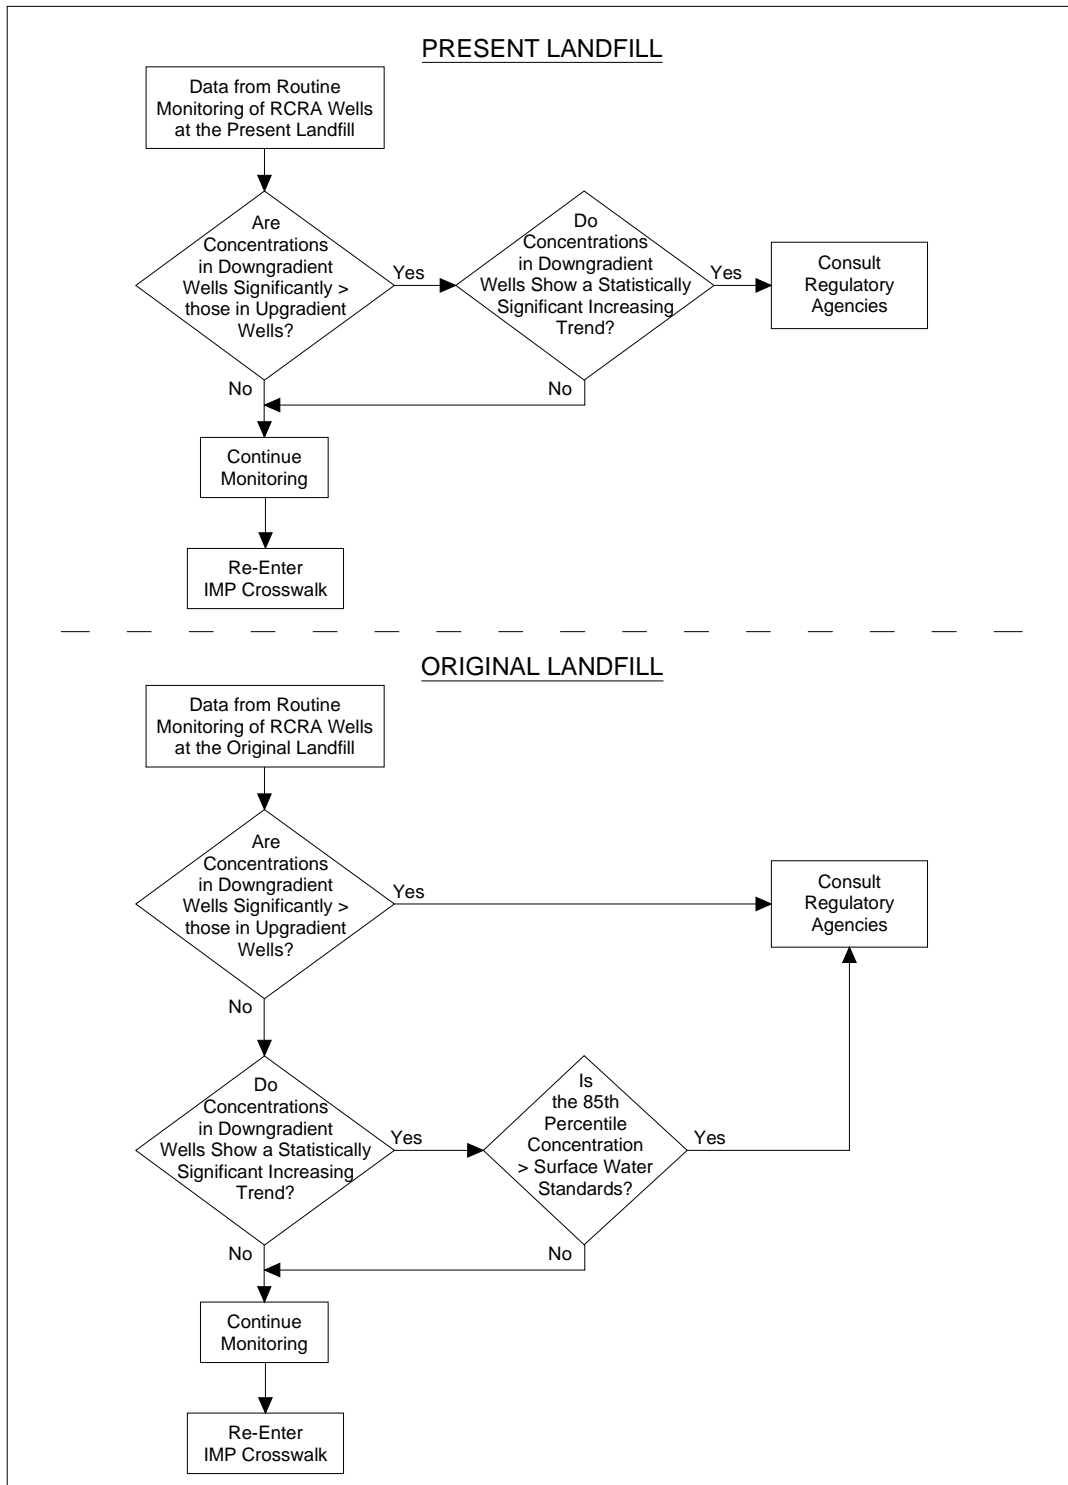 PRESENT LANDFILL
Data from Routine
Monitoring of RCRA Wells
at the Present Landfill
Are
Concentrations
in Downgradient
Wells Significantly >
those in Upgradient
Wells?
Yes
Do
Concentrations
in Downgradient
Wells Show a Statistically
Significant Increasing
Trend?
Yes
Consult
Regulatory
Agencies
No
No
Continue
Monitoring
Re-Enter
IMP Crosswalk
ORIGINAL LANDFILL
Data from Routine
Monitoring of RCRA Wells
at the Original Landfill
Are
Concentrations
in Downgradient
Wells Significantly >
those in Upgradient
Wells?
Yes
Consult
Regulatory
Agencies
No
Do
Concentrations
in Downgradient
Wells Show a Statistically
Significant Increasing
Trend?
Yes
Is
the 85th
Percentile
Concentration
> Surface Water
Standards?
Yes
No
No
Continue
Monitoring
Re-Enter
IMP Crosswalk